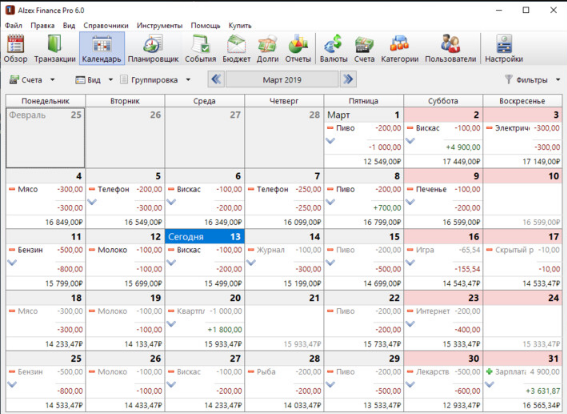 Alzex Finance Pro 6.0
Файл Правка Вид Справочники Инструменты Помощь Купить
Обзор Транзакции Календарь Планировщик События Бюджет Долги Отчеты Валюты Счета Категории Пользователи Настройки
Счета Вид Группировка Март 2019 Фильтры
Понедельник Вторник Среда Четверг Пятница Суббота Воскресенье
Февраль 25 26 27 28 Март 1 2 3
Пиво -200,00 Вискас -100,00 Электрич -300,00
-1 000,00 +4 900,00 -300,00
12 549,00₽ 17 449,00₽ 17 149,00₽
4 5 6 7 8 9 10
Мясо -300,00 Телефон -200,00 Вискас -100,00 Телефон -250,00 Пиво -200,00 Печенье -100,00
-300,00 -300,00 -200,00 -250,00 +700,00 -200,00
16 849,00₽ 16 549,00₽ 16 349,00₽ 16 099,00₽ 16 799,00₽ 16 599,00₽ 16 599,00₽
11 12 Сегодня 13 14 15 16 17
Бензин -500,00 Молоко -100,00 Вискас -100,00 Журнал -100,00 Пиво -200,00 Игра -65,54 Скрытый р -10,00
-800,00 -100,00 -200,00 -300,00 -500,00 -155,54 -10,00
15 799,00₽ 15 699,00₽ 15 499,00₽ 15 199,00₽ 14 699,00₽ 14 543,47₽ 14 533,47₽
18 19 20 21 22 23 24
Мясо -300,00 Молоко -100,00 Кварти -1 000,00 Пиво -200,00 Интернет -200,00
-300,00 -100,00 +1 800,00 -200,00 -400,00
14 233,47₽ 14 133,47₽ 15 933,47₽ 15 933,47₽ 15 733,47₽ 15 333,47₽ 15 333,47₽
25 26 27 28 29 30 31
Бензин -500,00 Молоко -100,00 Вискас -100,00 Рыба -200,00 Пиво -200,00 Лекарств -500,00 Зарплат 4 900,00
-800,00 -100,00 -200,00 -200,00 -500,00 -600,00 +3 631,87
14 533,47₽ 14 433,47₽ 14 233,47₽ 14 033,47₽ 13 533,47₽ 12 933,47₽ 16 565,34₽